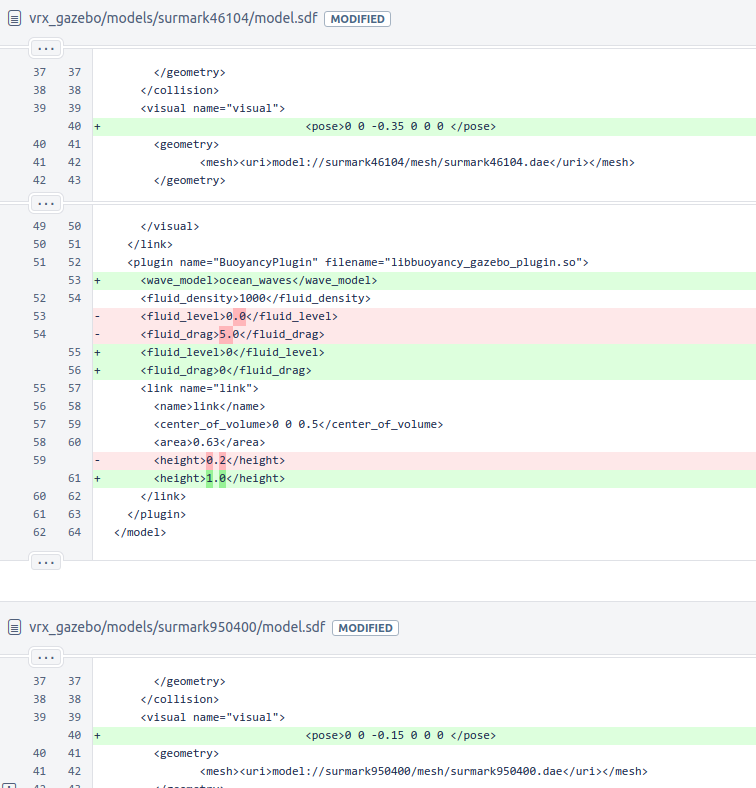 vrx_gazebo/models/surmark46104/model.sdf MODIFIED
...
37 37 </geometry>
38 38 </collision>
39 39 <visual name="visual">
40 + <pose>0 0 -0.35 0 0 0 </pose>
40 41 <geometry>
41 42 <mesh><uri>model://surmark46104/mesh/surmark46104.dae</uri></mesh>
42 43 </geometry>
...
49 50 </visual>
50 51 </link>
51 52 <plugin name="BuoyancyPlugin" filename="libbuoyancy_gazebo_plugin.so">
53 + <wave_model>ocean_waves</wave_model>
52 54 <fluid_density>1000</fluid_density>
53 - <fluid_level>0.0</fluid_level>
54 - <fluid_drag>5.0</fluid_drag>
55 + <fluid_level>0</fluid_level>
56 + <fluid_drag>0</fluid_drag>
55 57 <link name="link">
56 58 <name>link</name>
57 59 <center_of_volume>0 0 0.5</center_of_volume>
58 60 <area>0.63</area>
59 - <height>0.2</height>
61 + <height>1.0</height>
60 62 </link>
61 63 </plugin>
62 64 </model>
...
vrx_gazebo/models/surmark950400/model.sdf MODIFIED
...
37 37 </geometry>
38 38 </collision>
39 39 <visual name="visual">
40 + <pose>0 0 -0.15 0 0 0 </pose>
40 41 <geometry>
41 42 <mesh><uri>model://surmark950400/mesh/surmark950400.dae</uri></mesh>